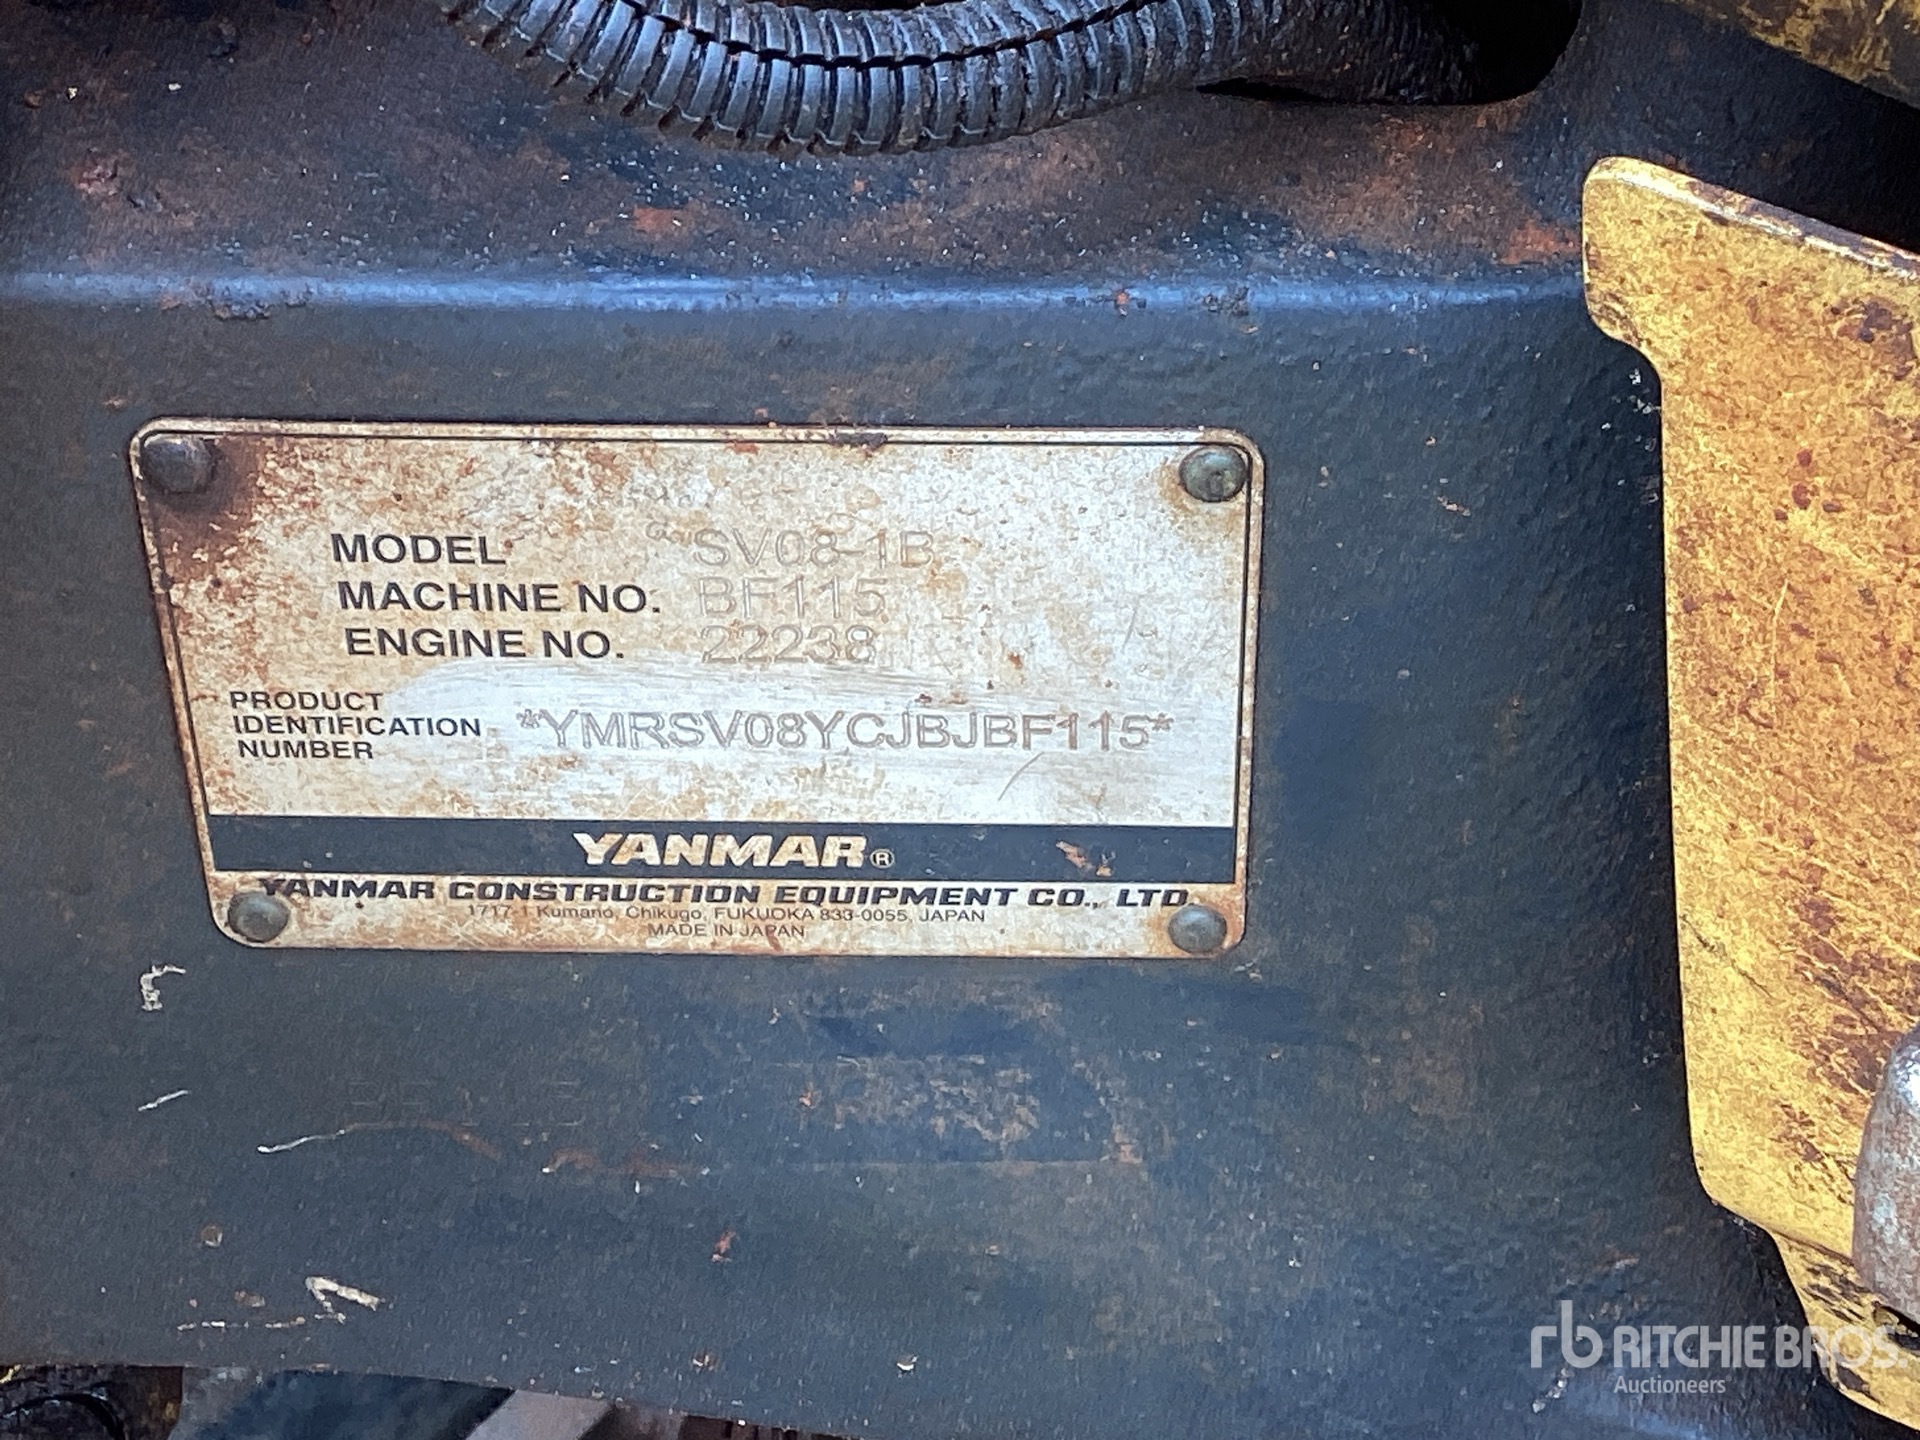 MODEL SV08-1B
MACHINE NO. BF115
ENGINE NO. 22238
PRODUCT
IDENTIFICATION
NUMBER
*YMRSV08YCJBJBF115*
YANMAR®
YANMAR CONSTRUCTION EQUIPMENT CO., LTD.
1717-1 Kumano, Chikugo, FUKUOKA 833-0055, JAPAN
MADE IN JAPAN
rb RITCHIE BROS.
Auctioneers